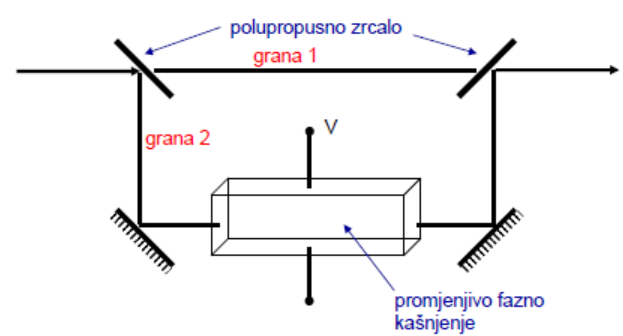 polupropusno zrcalo
grana 1
grana 2
V
promjenjivo fazno
kašnjenje